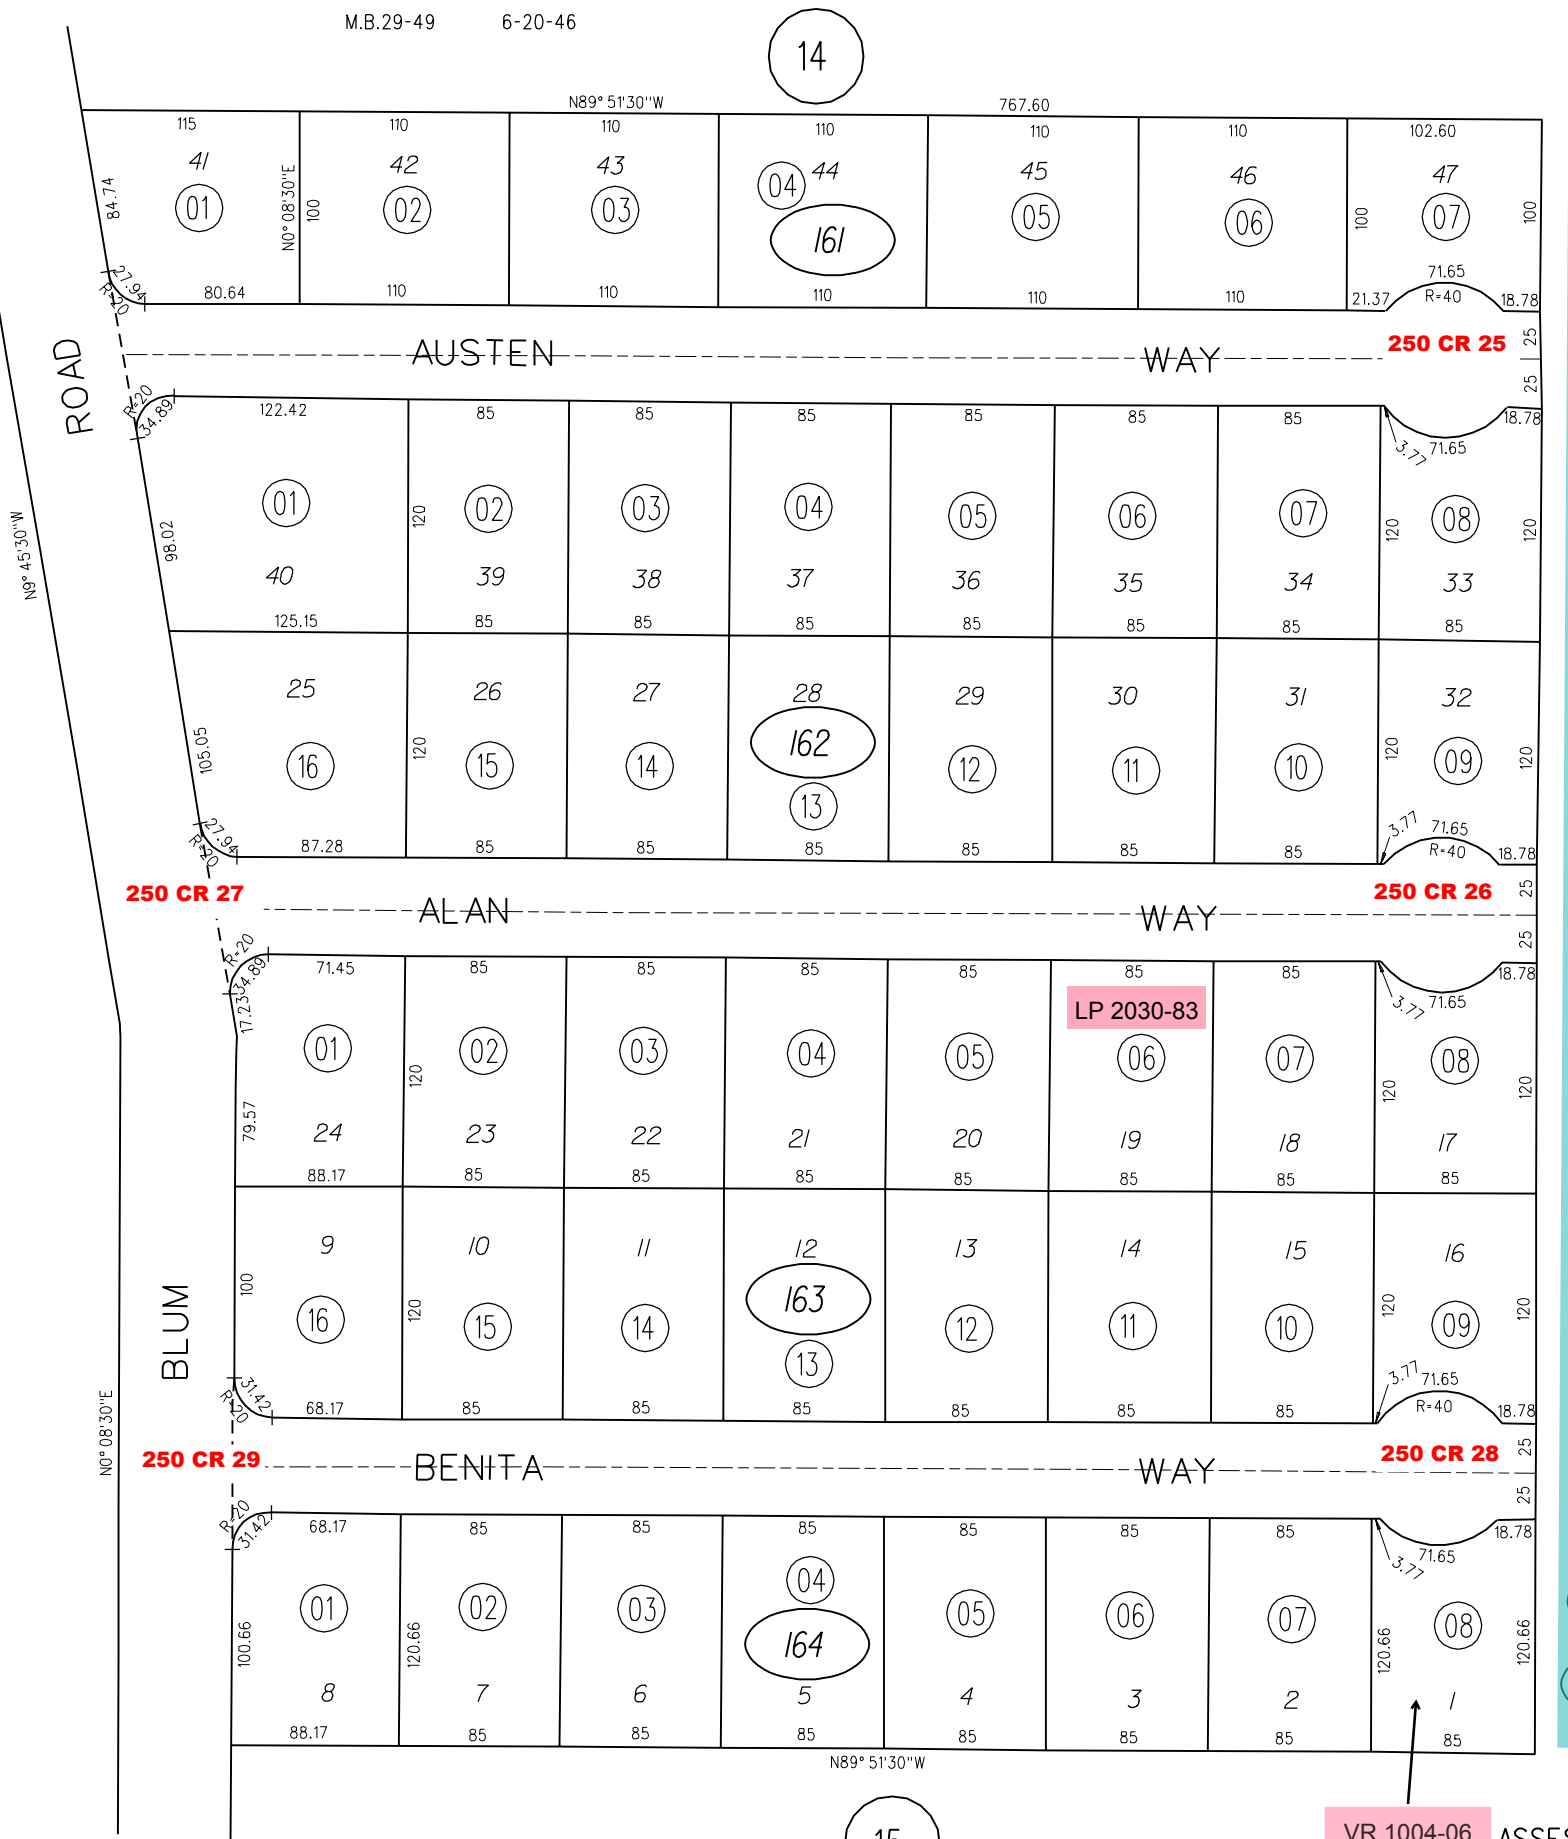 M.B.29-49 6-20-46
14
N89° 51'30"W 767.60
115 110 110 110 110 110 102.60
41 42 43 44 45 46 47
01 02 03 04 05 06 07
84.74 N0° 08'30"E 100 161 100 100
27.94 R=20 71.65 R=40
80.64 110 110 110 110 110 21.37 18.78
ROAD
AUSTEN WAY 250 CR 25 25
25
R=20 34.89
122.42 85 85 85 85 85 85 18.78
3.77 71.65
01 02 03 04 05 06 07 08
N9° 45'30"W 98.02 120 120 120
40 39 38 37 36 35 34 33
125.15 85 85 85 85 85 85 85
25 26 27 28 29 30 31 32
105.05 120 162 120 120
16 15 14 13 12 11 10 09
27.94 R=20 3.77 71.65 R=40
87.28 85 85 85 85 85 85 18.78
250 CR 27 250 CR 26 25
ALAN WAY
25
R=20 34.89
71.45 85 85 85 85 85 85 18.78
17.23 3.77 71.65
LP 2030-83
01 02 03 04 05 06 07 08
79.57 120 120 120
24 23 22 21 20 19 18 17
88.17 85 85 85 85 85 85 85
9 10 11 12 13 14 15 16
100 120 163 120 120
16 15 14 13 12 11 10 09
BLUM
N0° 08'30"E
31.42 R=20 3.77 71.65 R=40
68.17 85 85 85 85 85 85 18.78
250 CR 29 250 CR 28 25
BENITA WAY
25
R=20 31.42
68.17 85 85 85 85 85 85 18.78
3.77 71.65
01 02 03 04 05 06 07 08
100.66 120.66 164 120.66 120.66
8 7 6 5 4 3 2 1
88.17 85 85 85 85 85 85 85
N89° 51'30"W
15
VR 1004-06